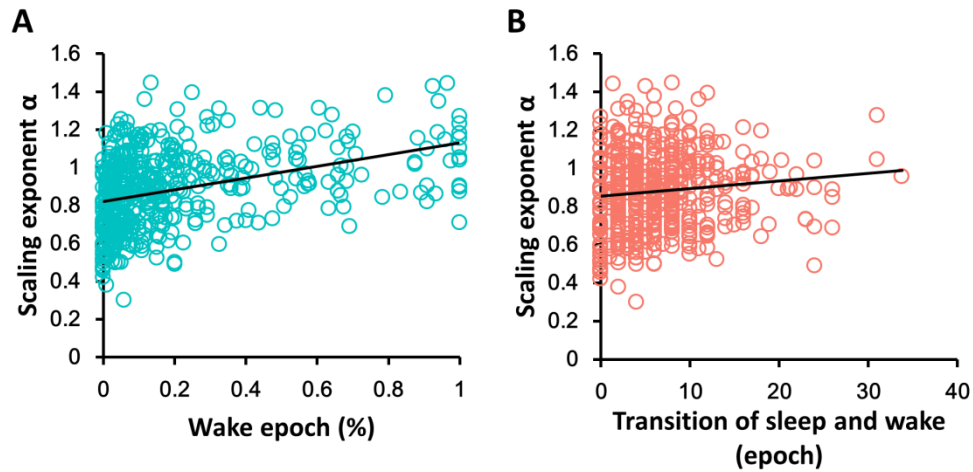 A
B
Scaling exponent α
1.6
1.4
1.2
1
0.8
0.6
0.4
0.2
0
0 0.2 0.4 0.6 0.8 1
Wake epoch (%)
Scaling exponent α
1.6
1.4
1.2
1
0.8
0.6
0.4
0.2
0
0 10 20 30 40
Transition of sleep and wake
(epoch)